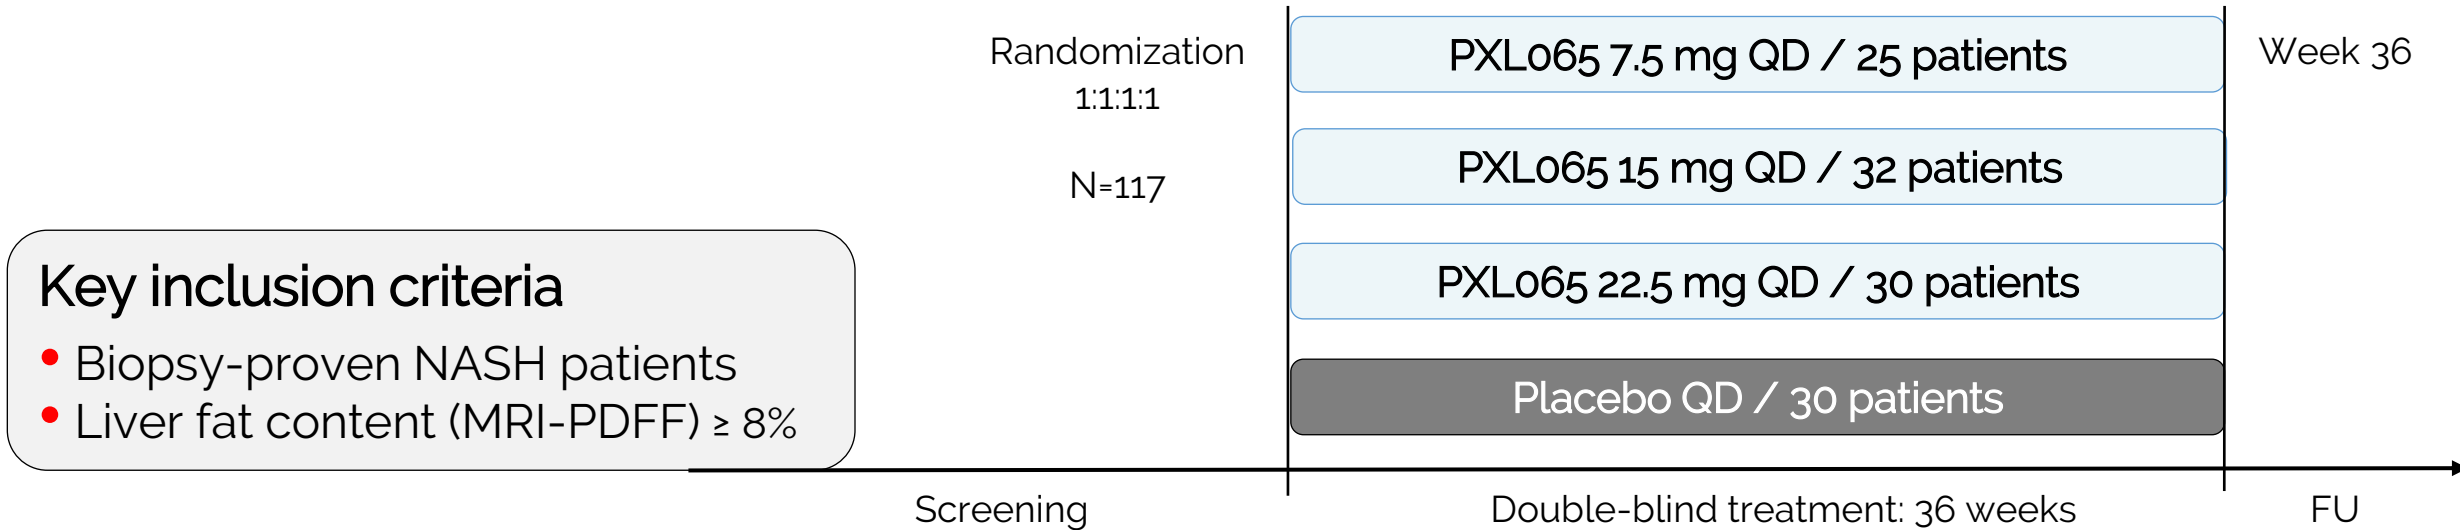 Randomization
1:1:1:1
N=117
PXL065 7.5 mg QD / 25 patients
PXL065 15 mg QD / 32 patients
PXL065 22.5 mg QD / 30 patients
Placebo QD / 30 patients
Week 36
Key inclusion criteria
• Biopsy-proven NASH patients
• Liver fat content (MRI-PDFF) ≥ 8%
Screening
Double-blind treatment: 36 weeks
FU